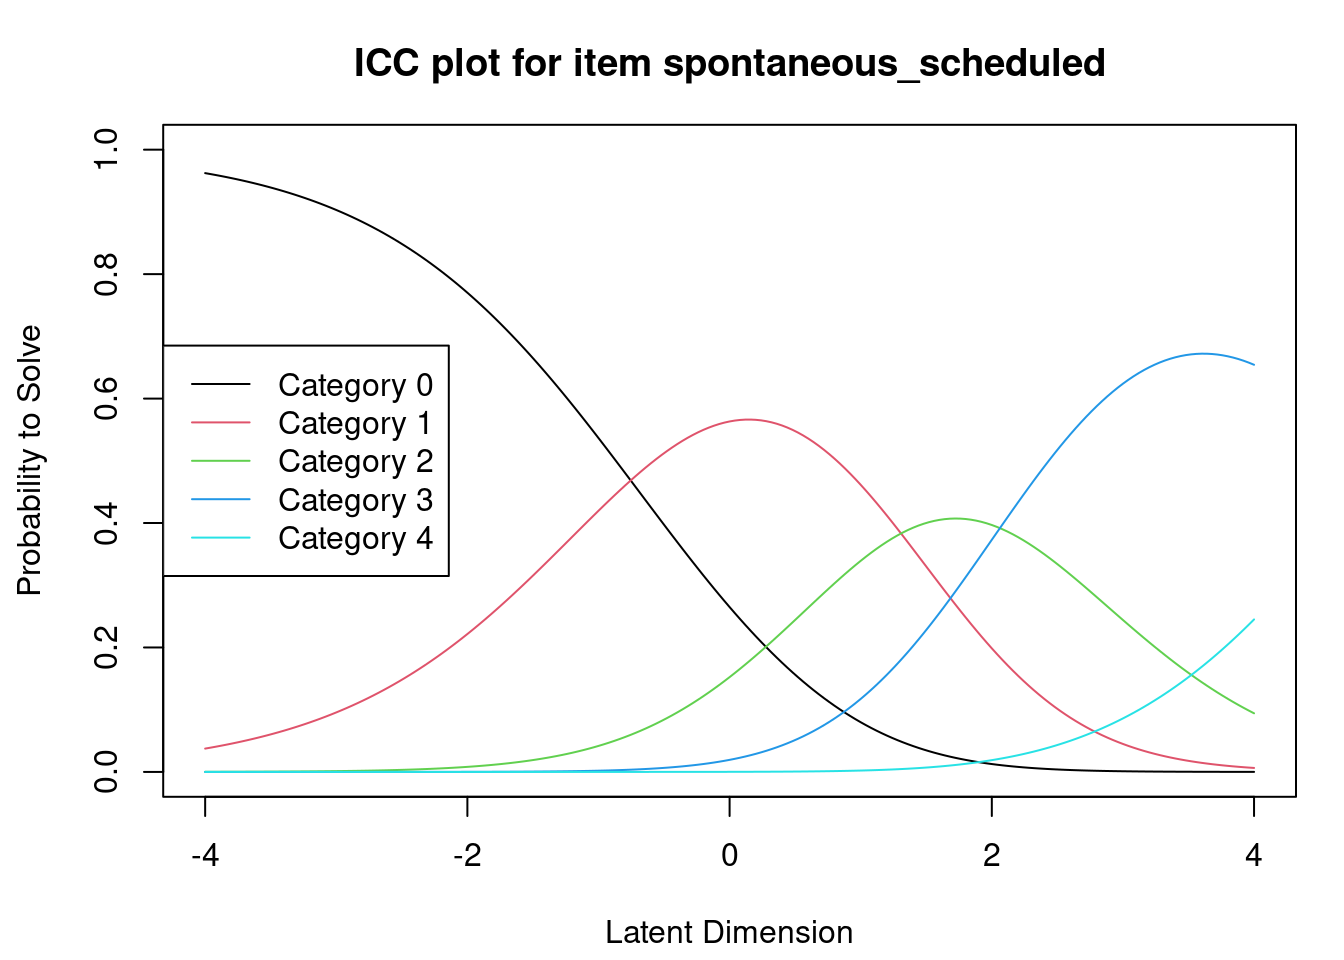 ICC plot for item spontaneous_scheduled
Probability to Solve
1.0
0.8
0.6
0.4
0.2
0.0
Category 0
Category 1
Category 2
Category 3
Category 4
-4 -2 0 2 4
Latent Dimension